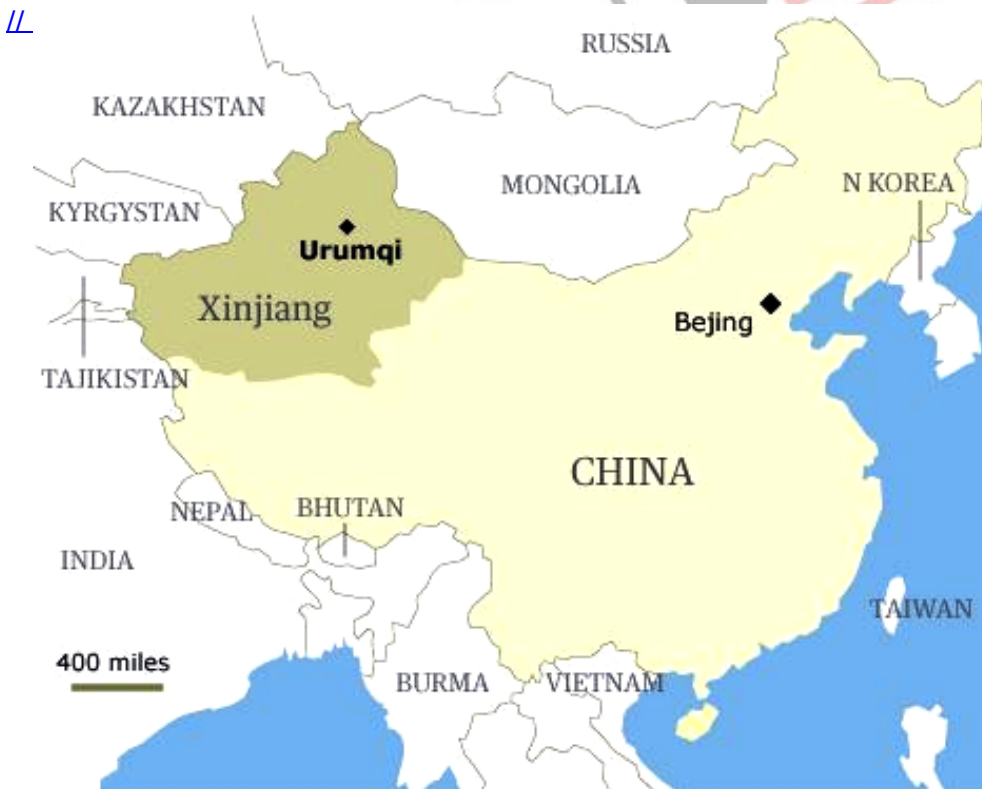 //
RUSSIA
KAZAKHSTAN
MONGOLIA
N KOREA
KYRGYSTAN
Urumqi
Xinjiang
Bejing
TAJIKISTAN
CHINA
NEPAL
BHUTAN
INDIA
TAIWAN
400 miles
BURMA
VIETNAM